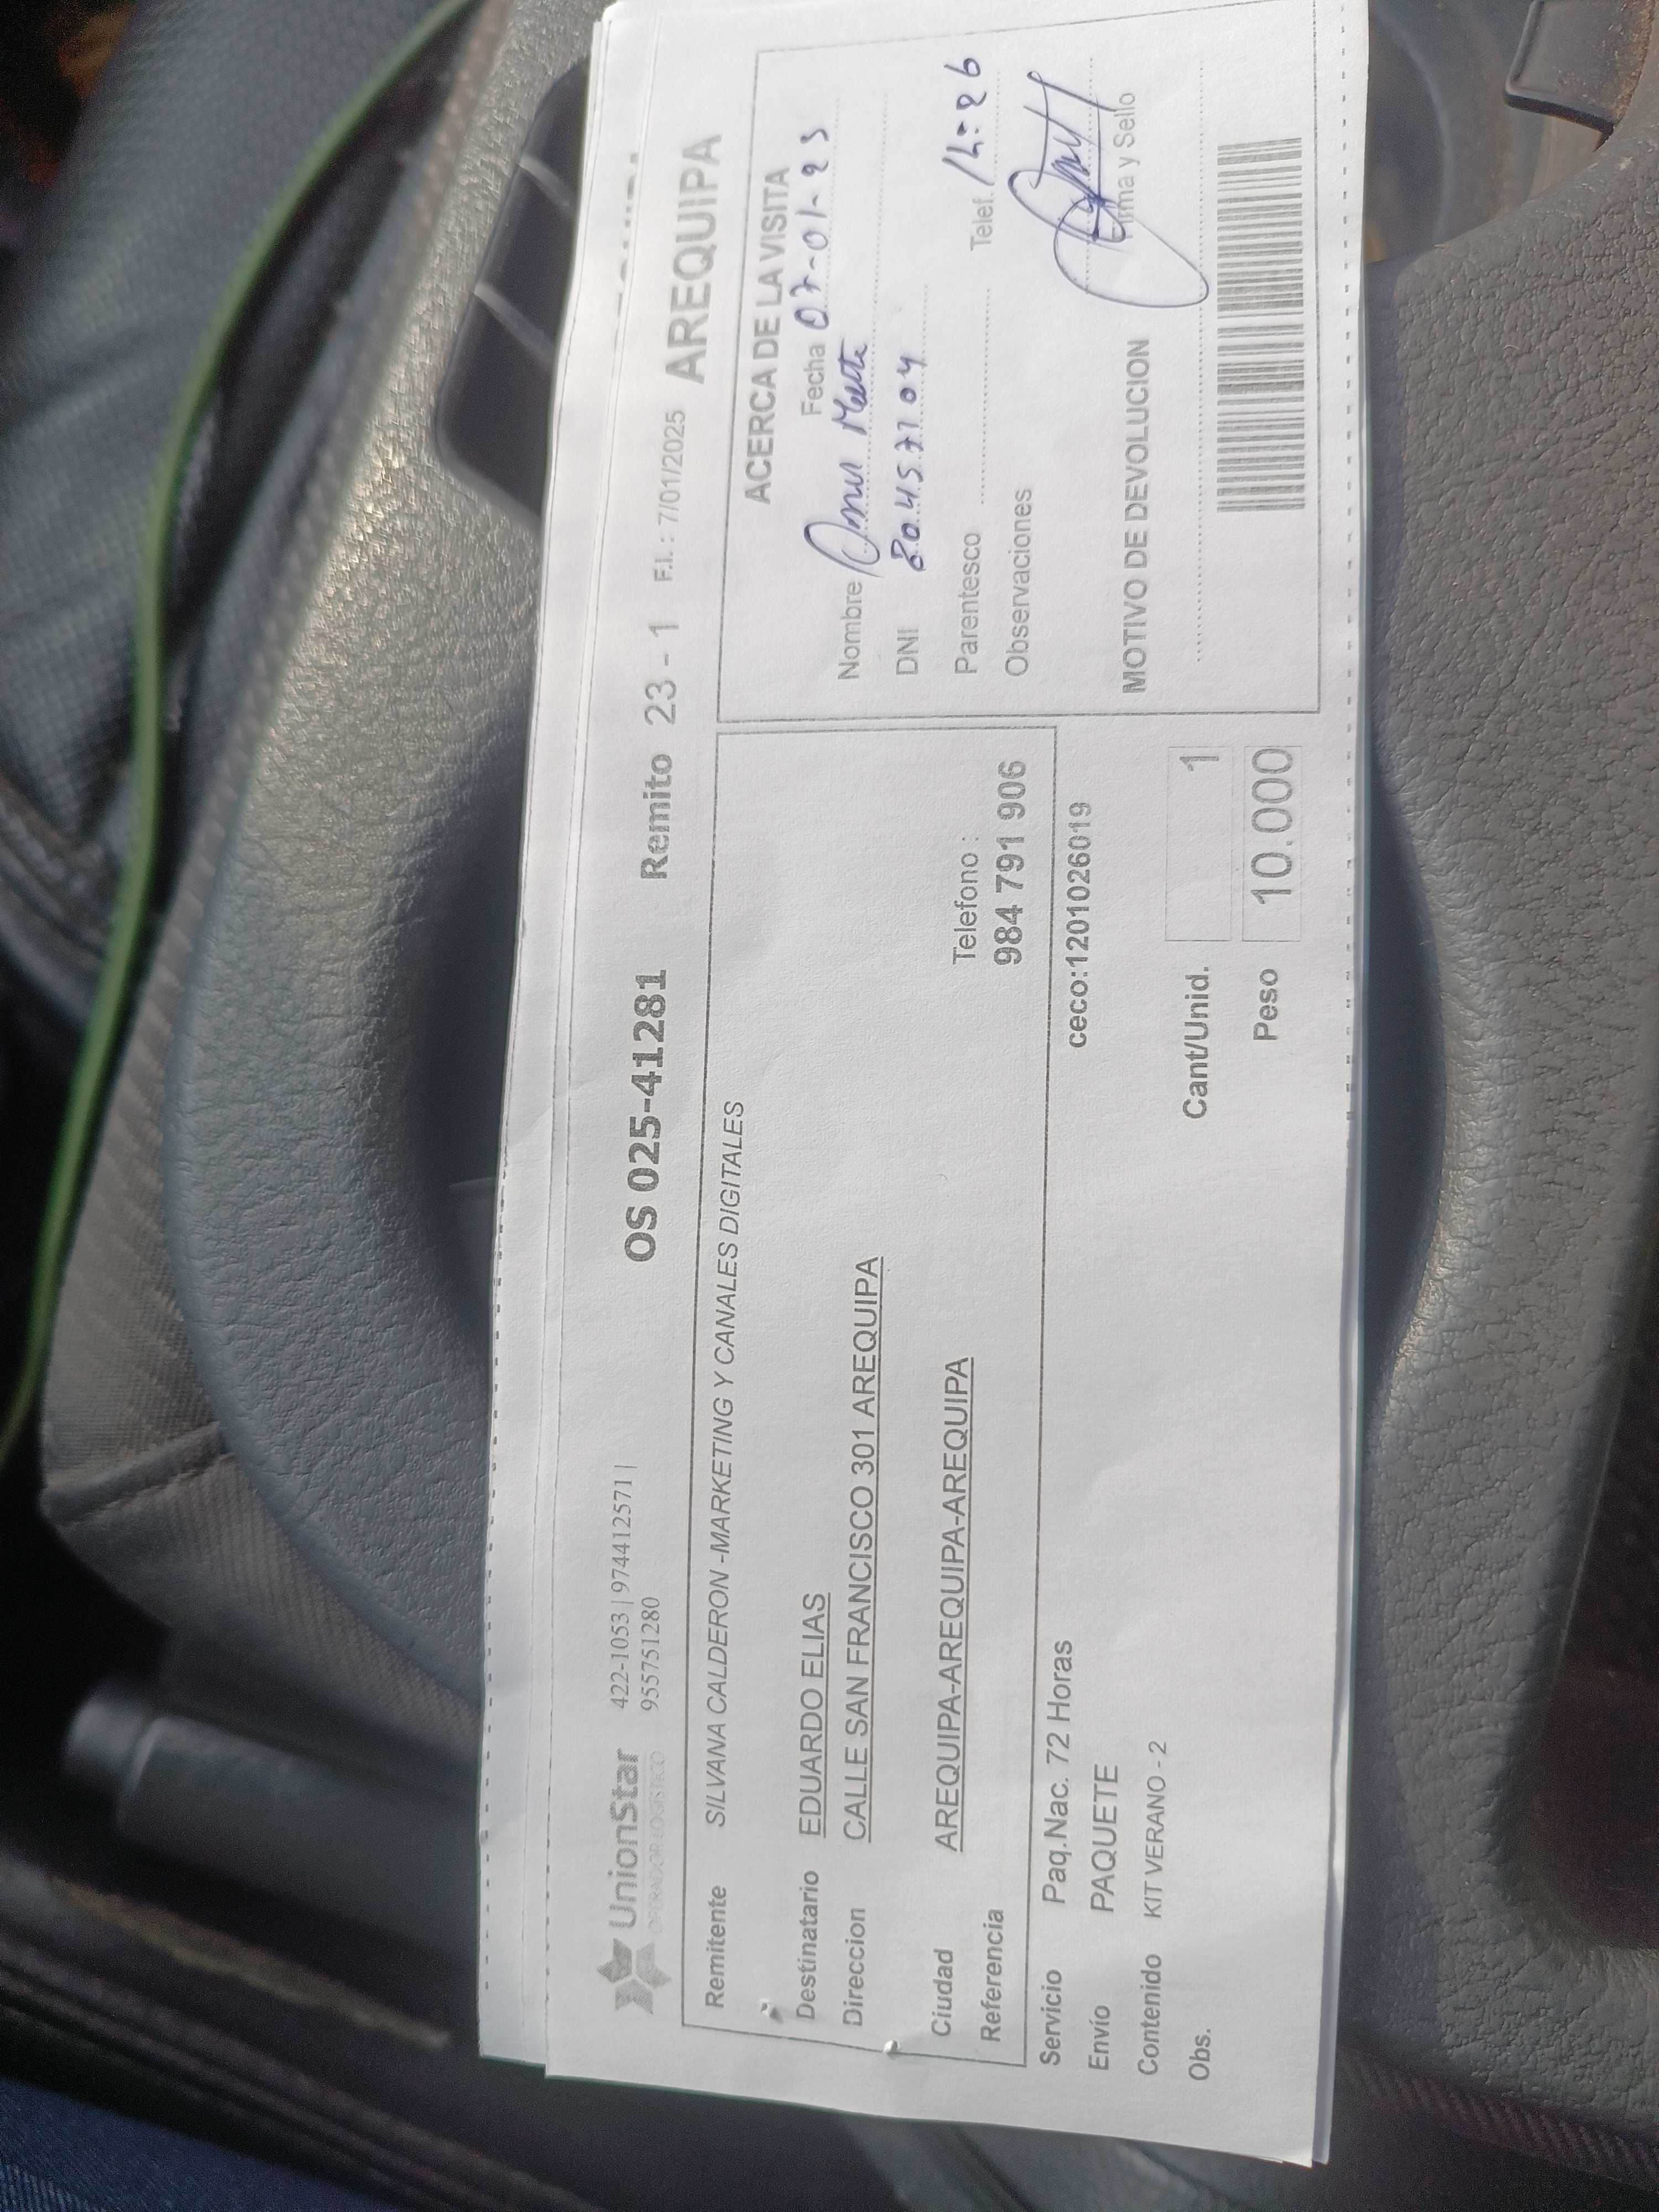 UnionStar
OPERADOR LOGISTICO
422-1053 | 974412571 |
955751280
OS 025-41281
Remito 23 - 1
F.I. : 7/01/2025
AREQUIPA
Remitente SILVANA CALDERON -MARKETING Y CANALES DIGITALES
Destinatario EDUARDO ELIAS
Direccion CALLE SAN FRANCISCO 301 AREQUIPA
Ciudad AREQUIPA-AREQUIPA-AREQUIPA
Referencia
Telefono :
984 791 906
Servicio Paq.Nac. 72 Horas
ceco:1201026019
Envío PAQUETE
Contenido KIT VERANO - 2
Obs.
Cant/Unid. 1
Peso 10.000
ACERCA DE LA VISITA
Fecha 07-01-25
Nombre
DNI 80457704
Parentesco
Telef. 14:26
Observaciones
Firma y Sello
MOTIVO DE DEVOLUCION